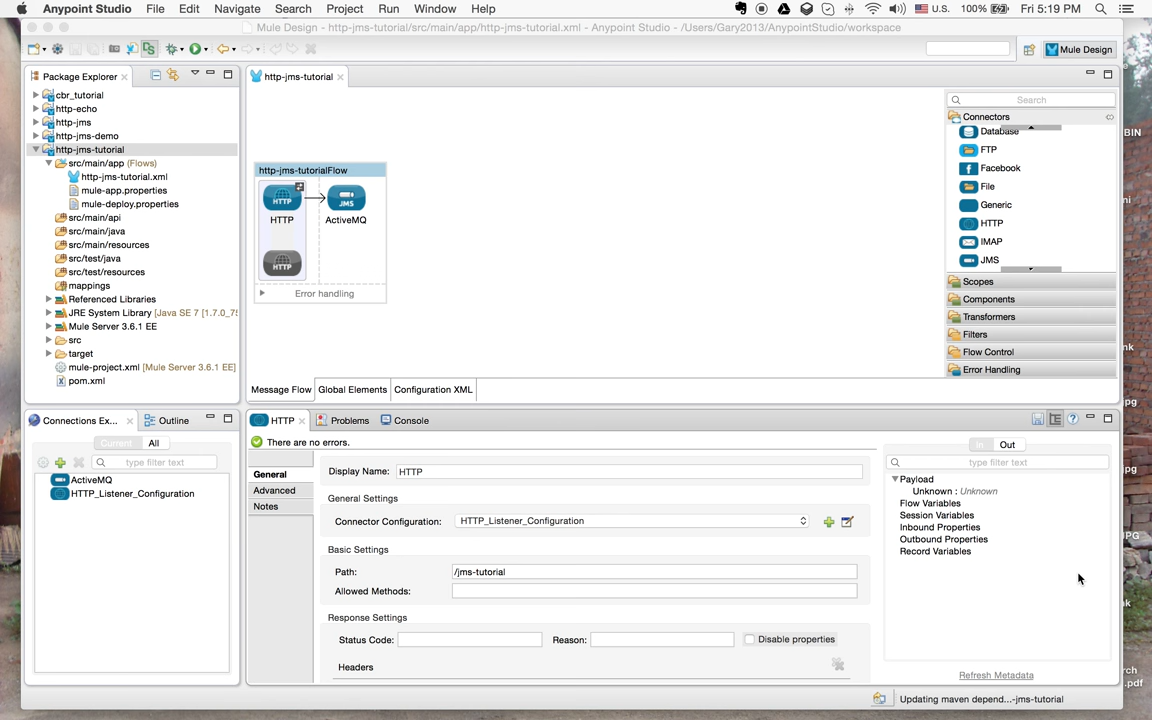 Anypoint Studio File Edit Navigate Search Project Run Window Help U.S. 100% Fri 5:19 PM
Mule Design - http-jms-tutorial/src/main/app/http-jms-tutorial.xml - Anypoint Studio - /Users/Gary2013/AnypointStudio/workspace
Mule Design
Package Explorer
cbr_tutorial
http-echo
http-jms
http-jms-demo
http-jms-tutorial
src/main/app (Flows)
http-jms-tutorial.xml
mule-app.properties
mule-deploy.properties
src/main/api
src/main/java
src/main/resources
src/test/java
src/test/resources
mappings
Referenced Libraries
JRE System Library [Java SE 7 [1.7.0_75
Mule Server 3.6.1 EE
src
target
mule-project.xml [Mule Server 3.6.1 EE]
pom.xml
http-jms-tutorial
http-jms-tutorialFlow
HTTP
JMS
HTTP
ActiveMQ
HTTP
Error handling
Message Flow Global Elements Configuration XML
Search
Connectors
Database
FTP
Facebook
File
Generic
HTTP
IMAP
JMS
Scopes
Components
Transformers
Filters
Flow Control
Error Handling
Connections Ex...
Outline
Current All
type filter text
ActiveMQ
HTTP_Listener_Configuration
HTTP Problems Console
There are no errors.
General
Advanced
Notes
Display Name: HTTP
General Settings
Connector Configuration: HTTP_Listener_Configuration
Basic Settings
Path: /jms-tutorial
Allowed Methods:
Response Settings
Status Code: Reason: Disable properties
Headers
In Out
type filter text
Payload
Unknown : Unknown
Flow Variables
Session Variables
Inbound Properties
Outbound Properties
Record Variables
Refresh Metadata
Updating maven depend...-jms-tutorial
BIN
ni
nk
jpg
jpg
JPG
nk
rch
.pdf